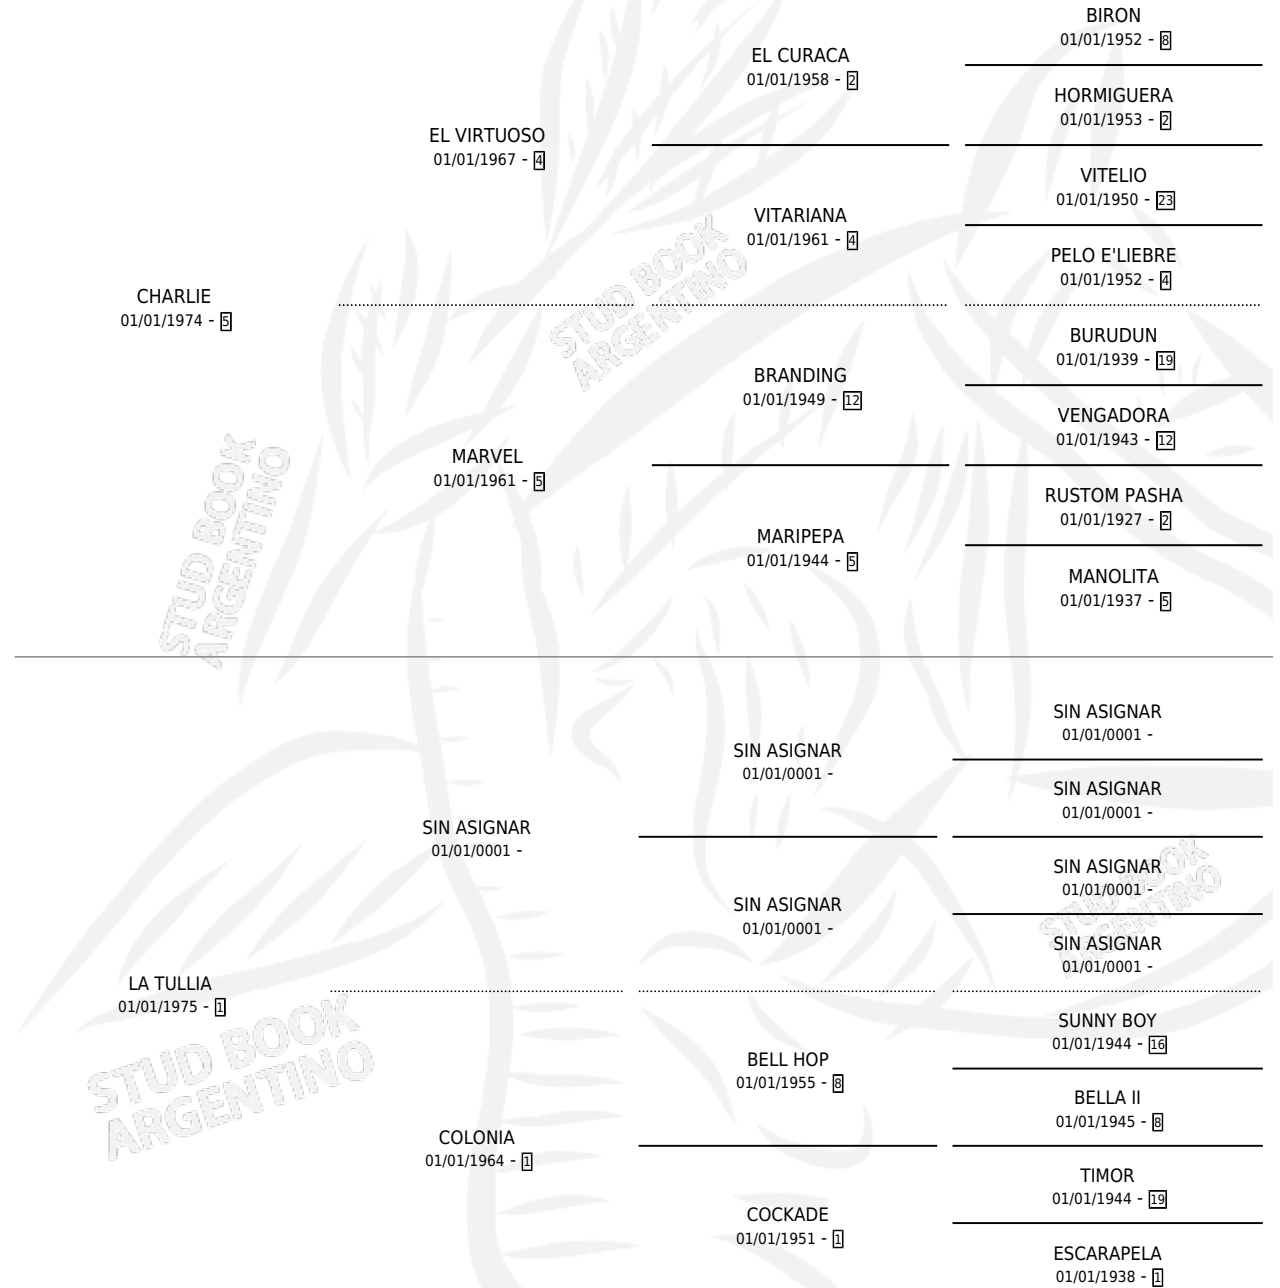 BIRON
01/01/1952 - 8
EL CURACA
01/01/1958 - 2
HORMIGUERA
01/01/1953 - 2
EL VIRTUOSO
01/01/1967 - 4
VITELIO
01/01/1950 - 23
VITARIANA
01/01/1961 - 4
PELO E'LIEBRE
01/01/1952 - 4
CHARLIE
01/01/1974 - 5
BURUDUN
01/01/1939 - 19
BRANDING
01/01/1949 - 12
VENGADORA
01/01/1943 - 12
MARVEL
01/01/1961 - 5
RUSTOM PASHA
01/01/1927 - 2
MARIPEPA
01/01/1944 - 5
MANOLITA
01/01/1937 - 5
SIN ASIGNAR
01/01/0001 -
SIN ASIGNAR
01/01/0001 -
SIN ASIGNAR
01/01/0001 -
SIN ASIGNAR
01/01/0001 -
SIN ASIGNAR
01/01/0001 -
SIN ASIGNAR
01/01/0001 -
SIN ASIGNAR
01/01/0001 -
LA TULLIA
01/01/1975 - 1
SUNNY BOY
01/01/1944 - 16
BELL HOP
01/01/1955 - 8
BELLA II
01/01/1945 - 8
COLONIA
01/01/1964 - 1
TIMOR
01/01/1944 - 19
COCKADE
01/01/1951 - 1
ESCARAPELA
01/01/1938 - 1
STUD BOOK
ARGENTINO
STUD BOOK
ARGENTINO
STUD BOOK
ARGENTINO
STUD BOOK
ARGENTINO